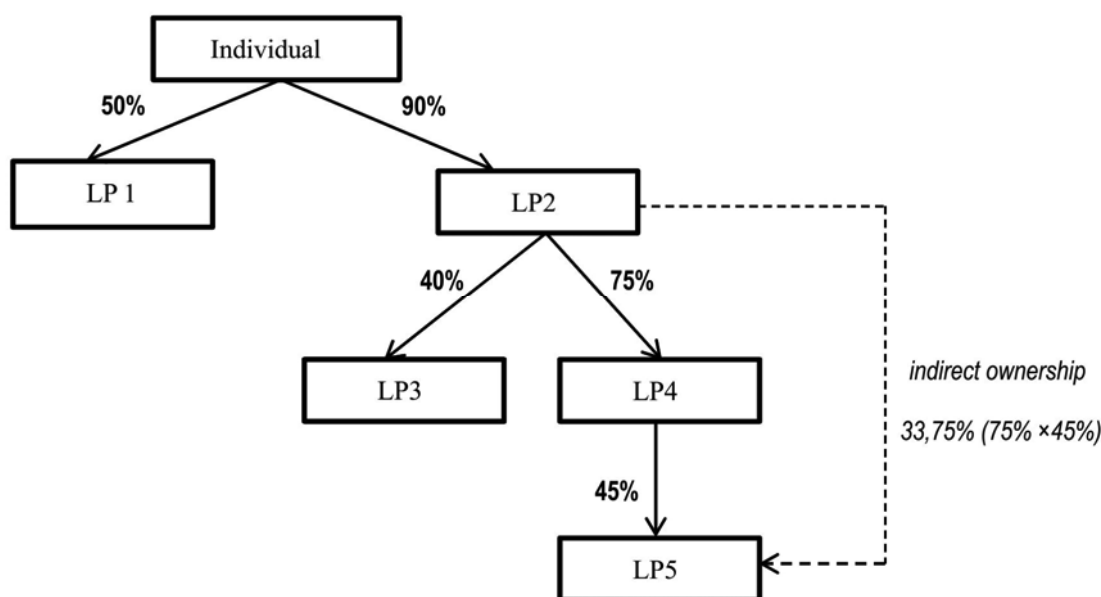 Individual
50%
90%
LP 1
LP2
40%
75%
LP3
LP4
indirect ownership
33,75% (75% ×45%)
45%
LP5